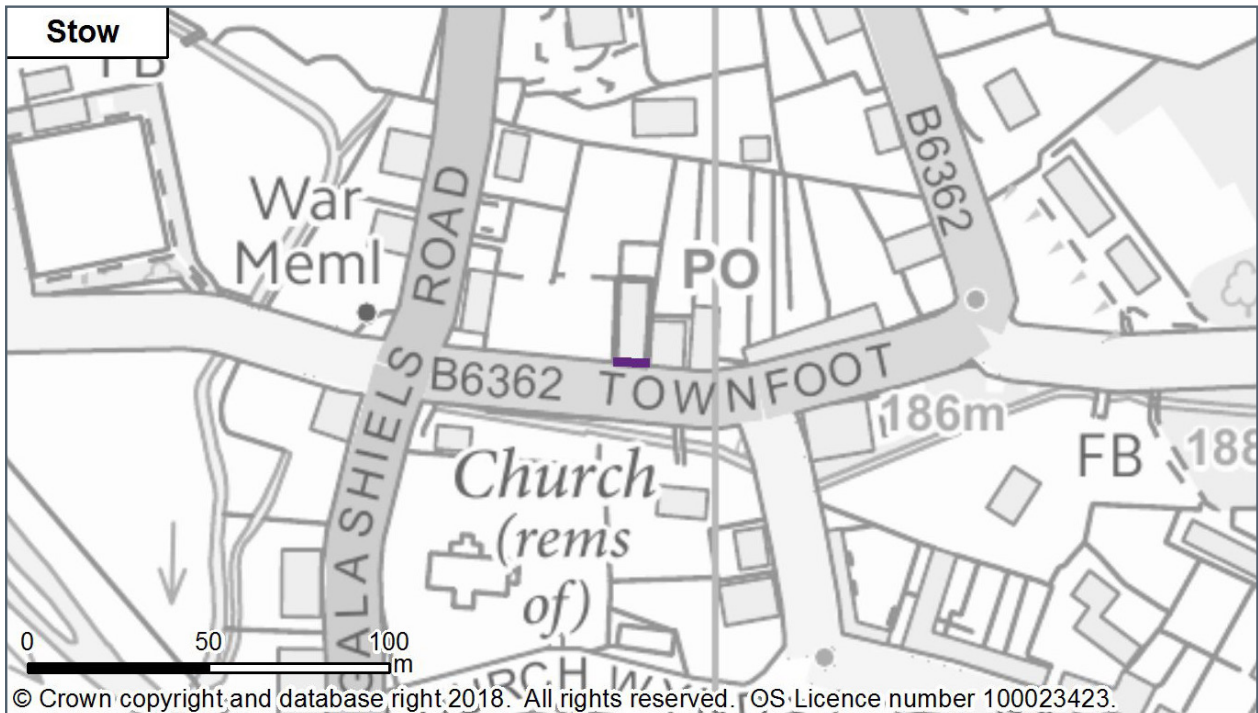 Stow
FB
War
Meml
ROAD
PO
B6362
B6362 TOWNFOOT
GALASHIELS
186m
FB
188
Church
(rems
of)
0 50 100
m
© Crown copyright and database right 2018. All rights reserved. OS Licence number 100023423.